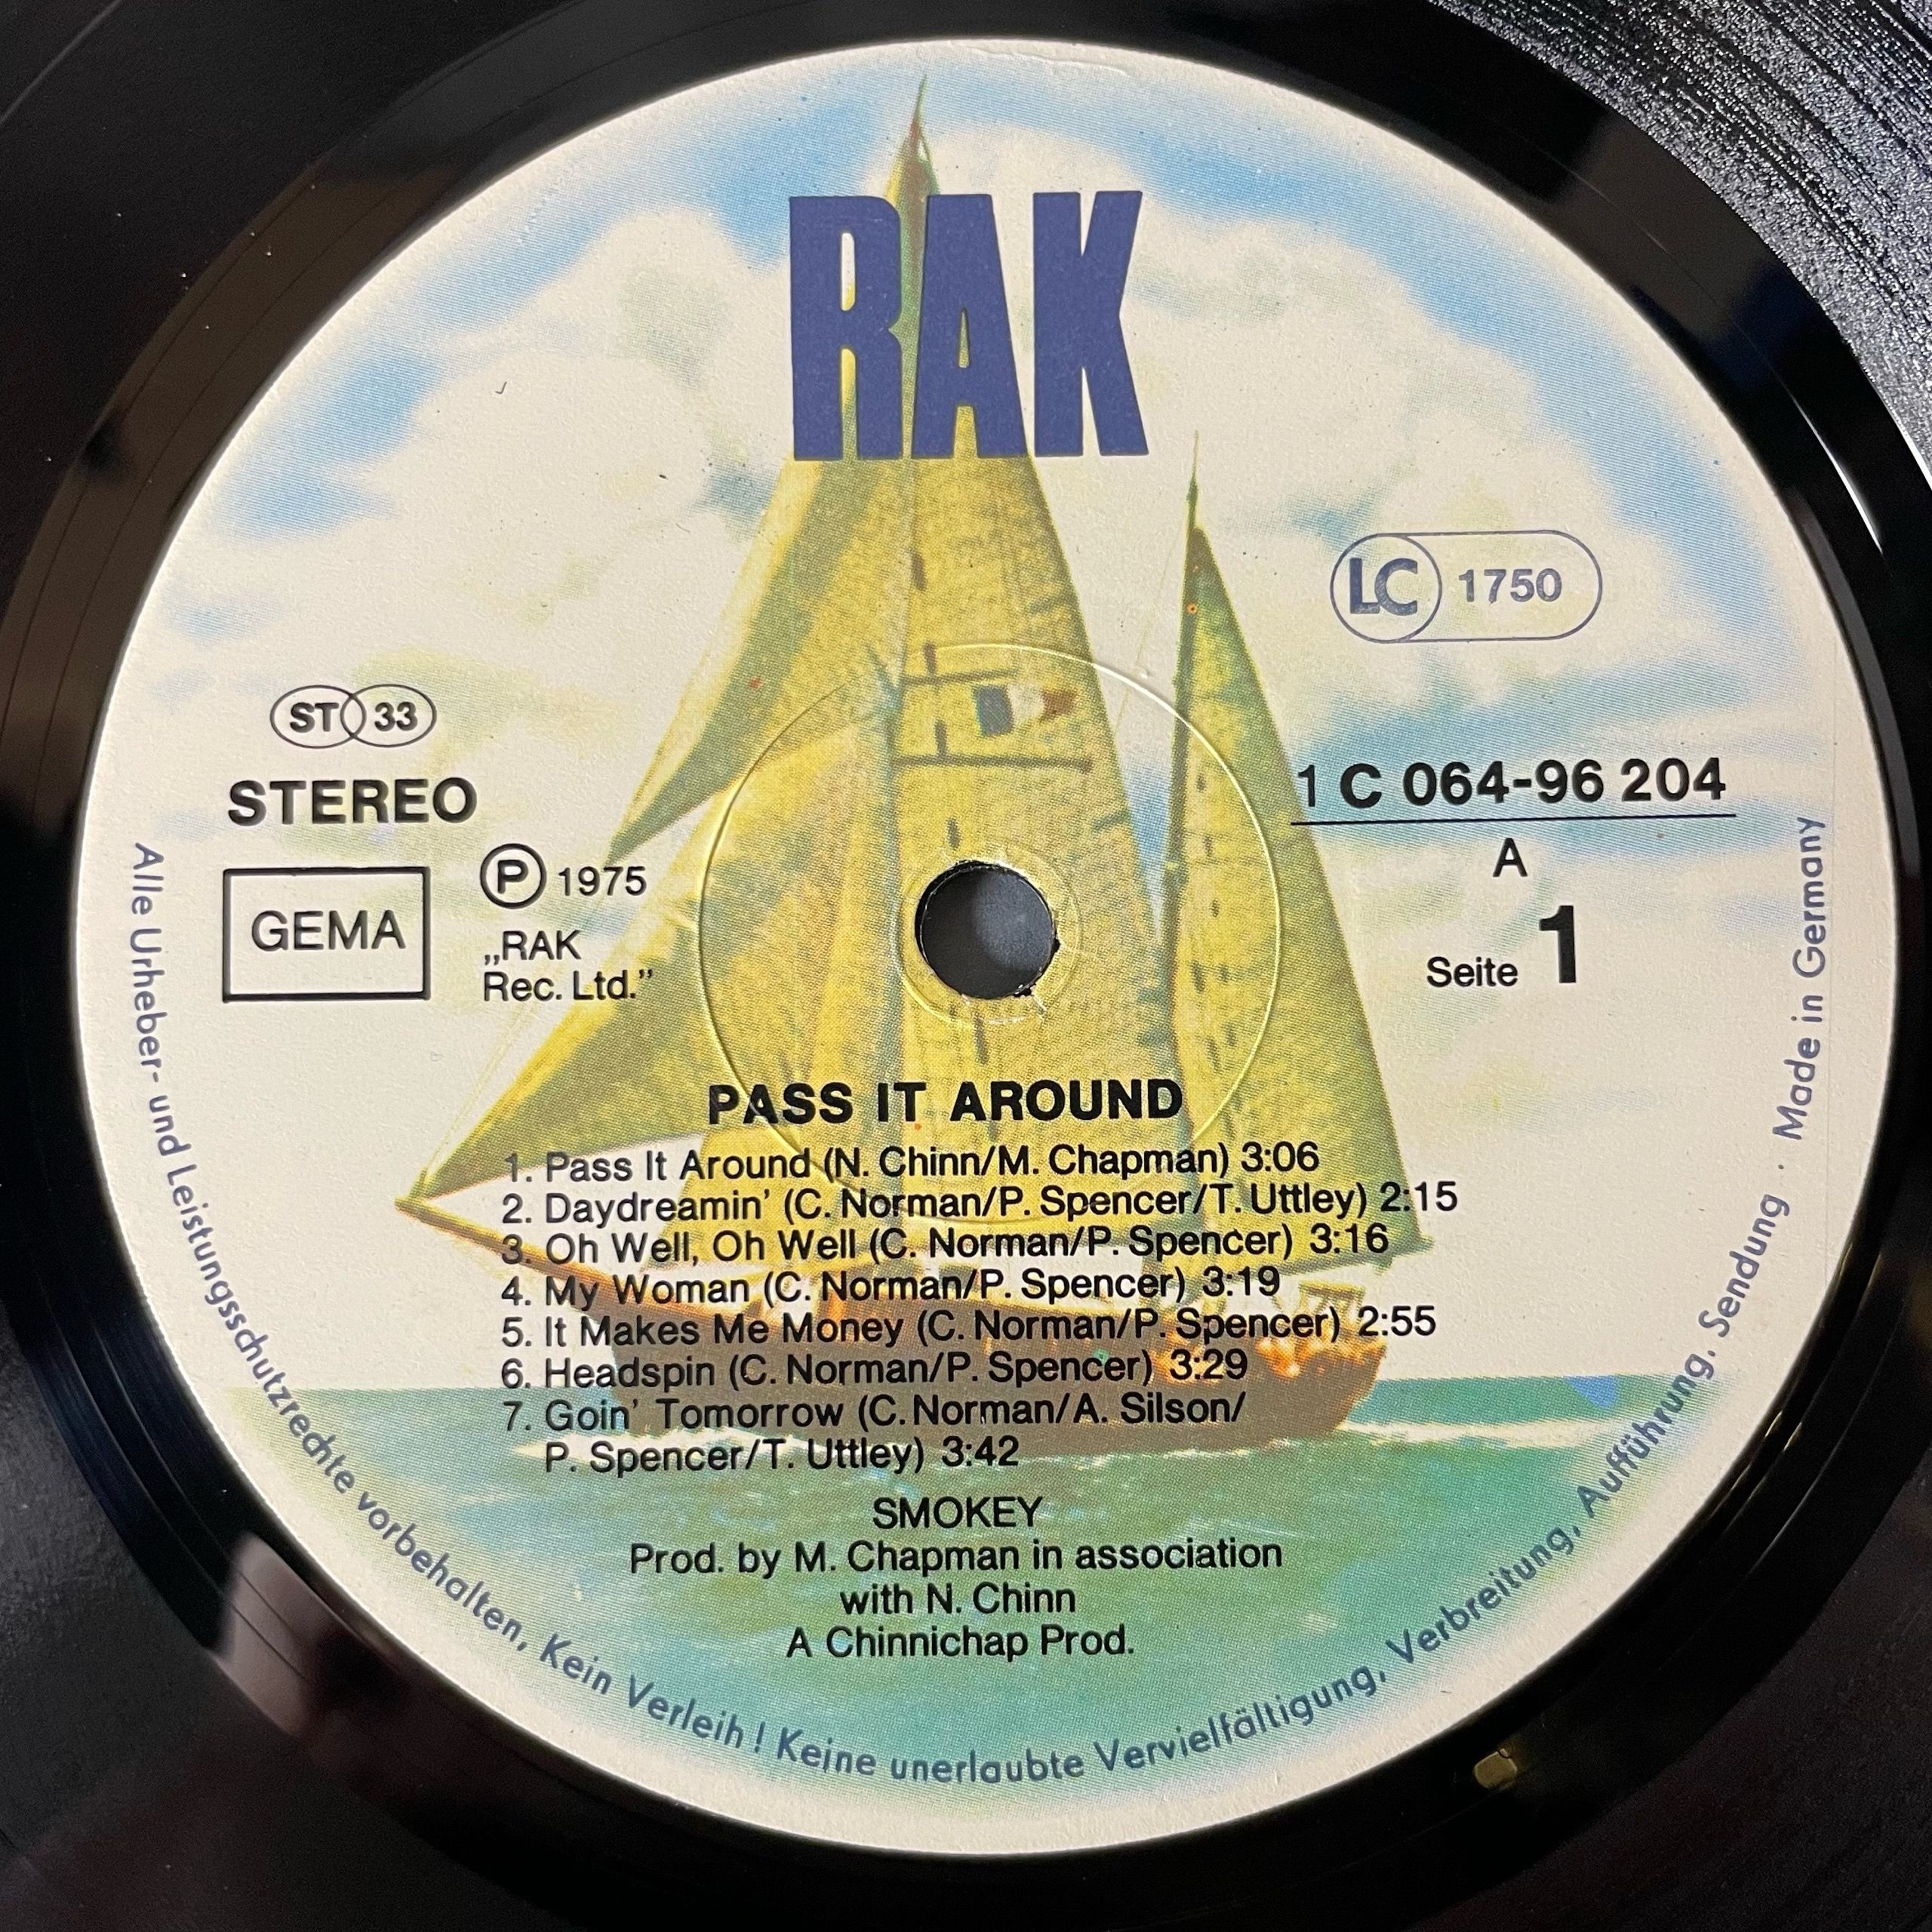 RAK
LC 1750
ST 33
STEREO
1 C 064-96 204
A
GEMA
P 1975
„RAK
Rec. Ltd.”
Seite 1
PASS IT AROUND
1. Pass It Around (N. Chinn/M. Chapman) 3:06
2. Daydreamin' (C. Norman/P. Spencer/T. Uttley) 2:15
3. Oh Well, Oh Well (C. Norman/P. Spencer) 3:16
4. My Woman (C. Norman/P. Spencer) 3:19
5. It Makes Me Money (C. Norman/P. Spencer) 2:55
6. Headspin (C. Norman/P. Spencer) 3:29
7. Goin' Tomorrow (C. Norman/A. Silson/
P. Spencer/T. Uttley) 3:42
SMOKEY
Prod. by M. Chapman in association
with N. Chinn
A Chinnichap Prod.
Alle Urheber- und Leistungsschutzrechte vorbehalten, Kein Verleih! Keine unerlaubte Vervielfältigung, Verbreitung, Aufführung, Sendung · Made in Germany